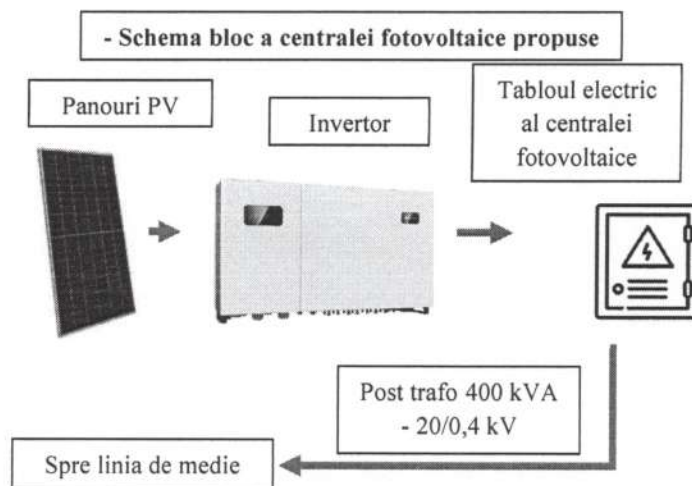 - Schema bloc a centralei fotovoltaice propuse
Panouri PV
Invertor
Tabloul electric
al centralei
fotovoltaice
Post trafo 400 kVA
- 20/0,4 kV
Spre linia de medie